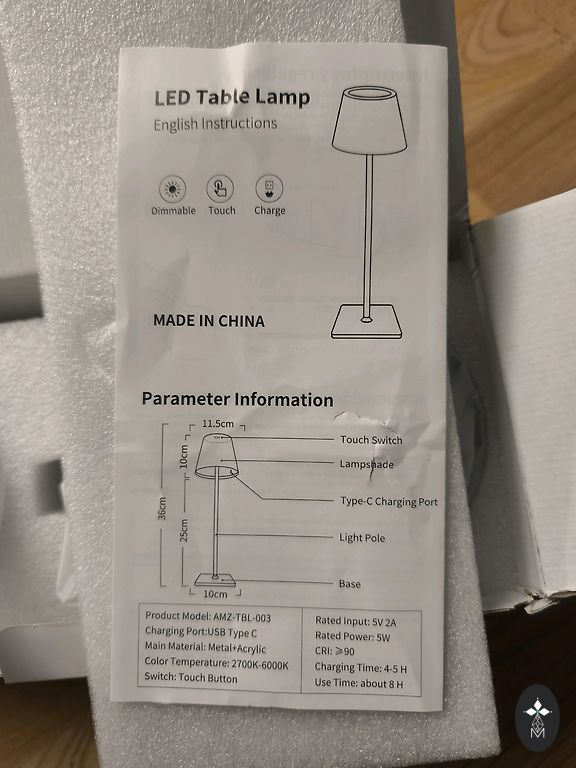 LED Table Lamp
English Instructions
Dimmable Touch Charge
MADE IN CHINA
Parameter Information
11.5cm
Touch Switch
10cm
Lampshade
Type-C Charging Port
36cm
25cm
Light Pole
Base
10cm
Product Model: AMZ-TBL-003
Charging Port:USB Type C
Main Material: Metal+Acrylic
Color Temperature: 2700K-6000K
Switch: Touch Button
Rated Input: 5V 2A
Rated Power: 5W
CRI: ⩾90
Charging Time: 4-5 H
Use Time: about 8 H
M